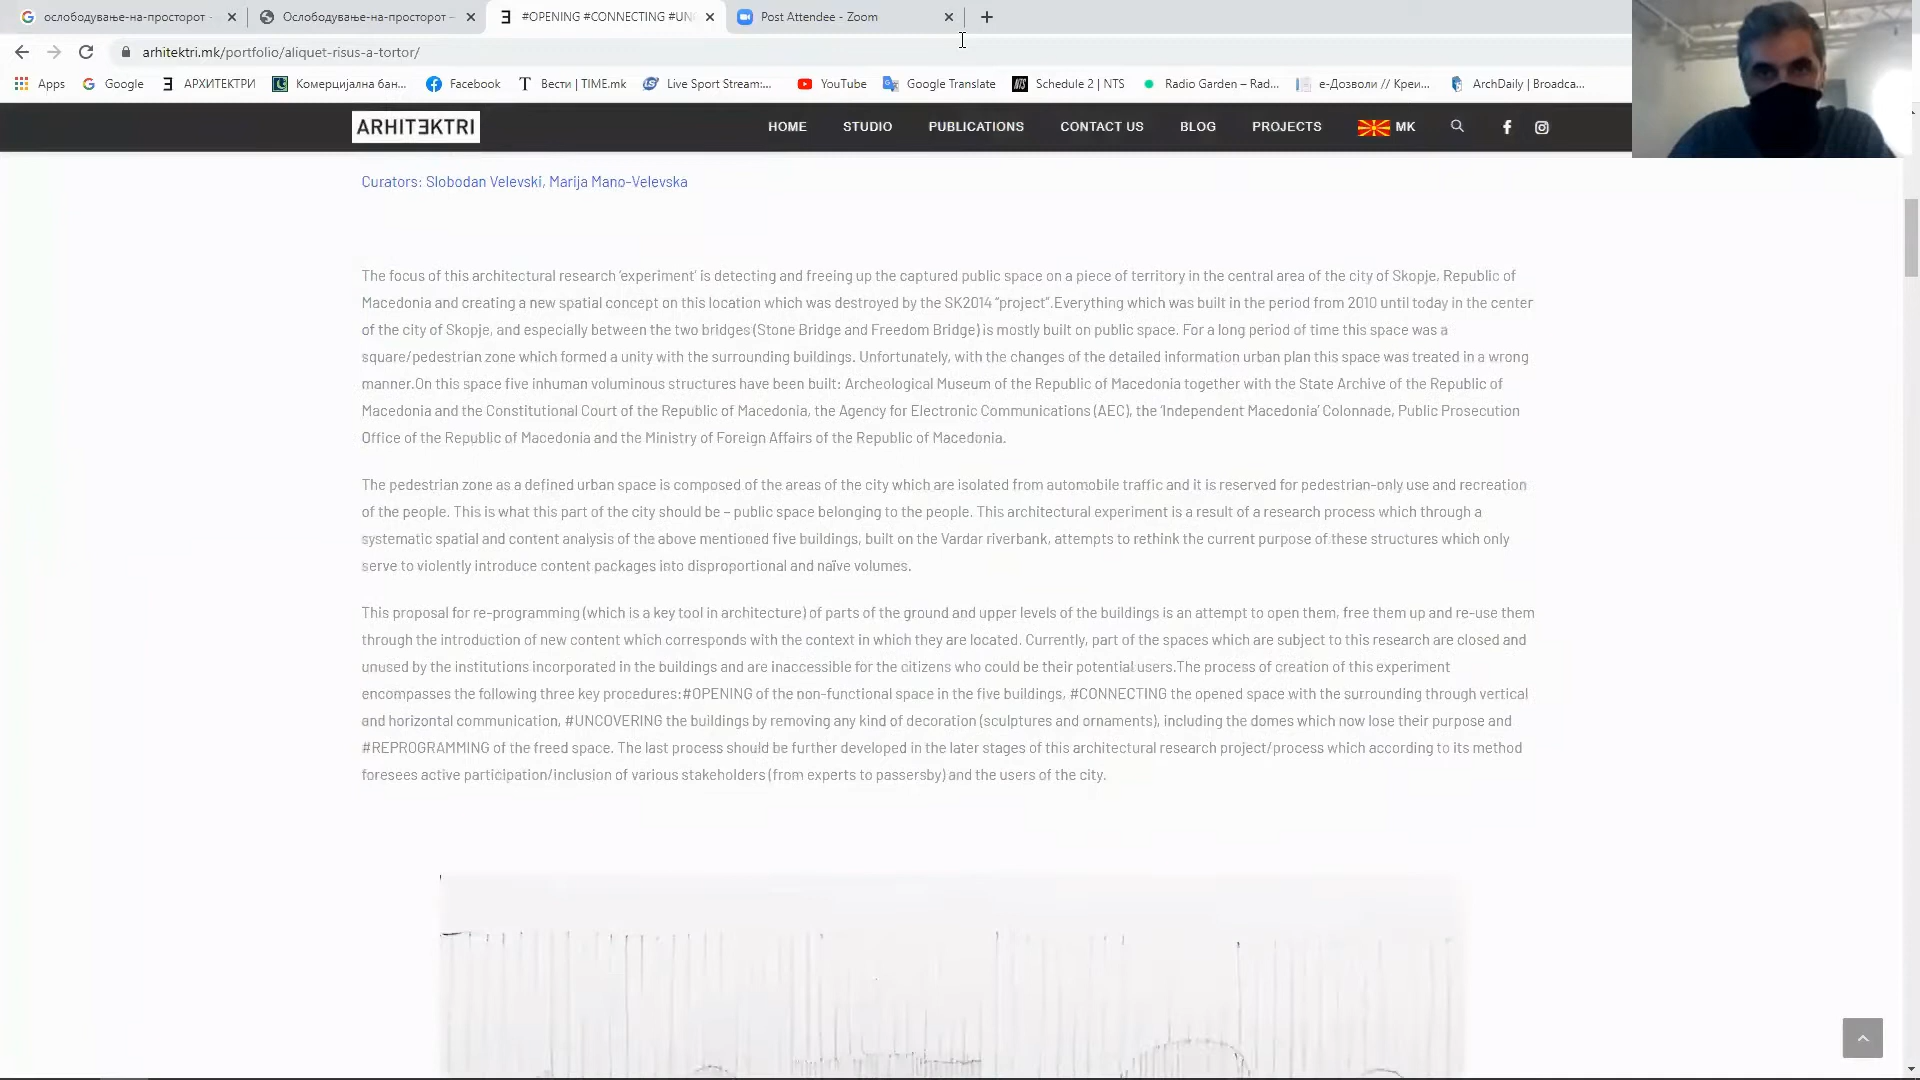 ослободување-на-просторот -
Ослободување-на-просторот –
#OPENING #CONNECTING #UN
Post Attendee - Zoom
arhitektri.mk/portfolio/aliquet-risus-a-tortor/
Apps Google АРХИТЕКТРИ Комерцијална бан... Facebook Вести | TIME.mk Live Sport Stream:... YouTube Google Translate Schedule 2 | NTS Radio Garden – Rad... е-Дозволи // Креи... ArchDaily | Broadca...
ARHITEKTRI HOME STUDIO PUBLICATIONS CONTACT US BLOG PROJECTS MK
Curators: Slobodan Velevski, Marija Mano-Velevska
The focus of this architectural research ‘experiment’ is detecting and freeing up the captured public space on a piece of territory in the central area of the city of Skopje, Republic of
Macedonia and creating a new spatial concept on this location which was destroyed by the SK2014 “project”.Everything which was built in the period from 2010 until today in the center
of the city of Skopje, and especially between the two bridges (Stone Bridge and Freedom Bridge) is mostly built on public space. For a long period of time this space was a
square/pedestrian zone which formed a unity with the surrounding buildings. Unfortunately, with the changes of the detailed information urban plan this space was treated in a wrong
manner.On this space five inhuman voluminous structures have been built: Archeological Museum of the Republic of Macedonia together with the State Archive of the Republic of
Macedonia and the Constitutional Court of the Republic of Macedonia, the Agency for Electronic Communications (AEC), the ‘Independent Macedonia’ Colonnade, Public Prosecution
Office of the Republic of Macedonia and the Ministry of Foreign Affairs of the Republic of Macedonia.
The pedestrian zone as a defined urban space is composed of the areas of the city which are isolated from automobile traffic and it is reserved for pedestrian-only use and recreation
of the people. This is what this part of the city should be – public space belonging to the people. This architectural experiment is a result of a research process which through a
systematic spatial and content analysis of the above mentioned five buildings, built on the Vardar riverbank, attempts to rethink the current purpose of these structures which only
serve to violently introduce content packages into disproportional and naïve volumes.
This proposal for re-programming (which is a key tool in architecture) of parts of the ground and upper levels of the buildings is an attempt to open them, free them up and re-use them
through the introduction of new content which corresponds with the context in which they are located. Currently, part of the spaces which are subject to this research are closed and
unused by the institutions incorporated in the buildings and are inaccessible for the citizens who could be their potential users.The process of creation of this experiment
encompasses the following three key procedures:#OPENING of the non-functional space in the five buildings, #CONNECTING the opened space with the surrounding through vertical
and horizontal communication, #UNCOVERING the buildings by removing any kind of decoration (sculptures and ornaments), including the domes which now lose their purpose and
#REPROGRAMMING of the freed space. The last process should be further developed in the later stages of this architectural research project/process which according to its method
foresees active participation/inclusion of various stakeholders (from experts to passersby) and the users of the city.